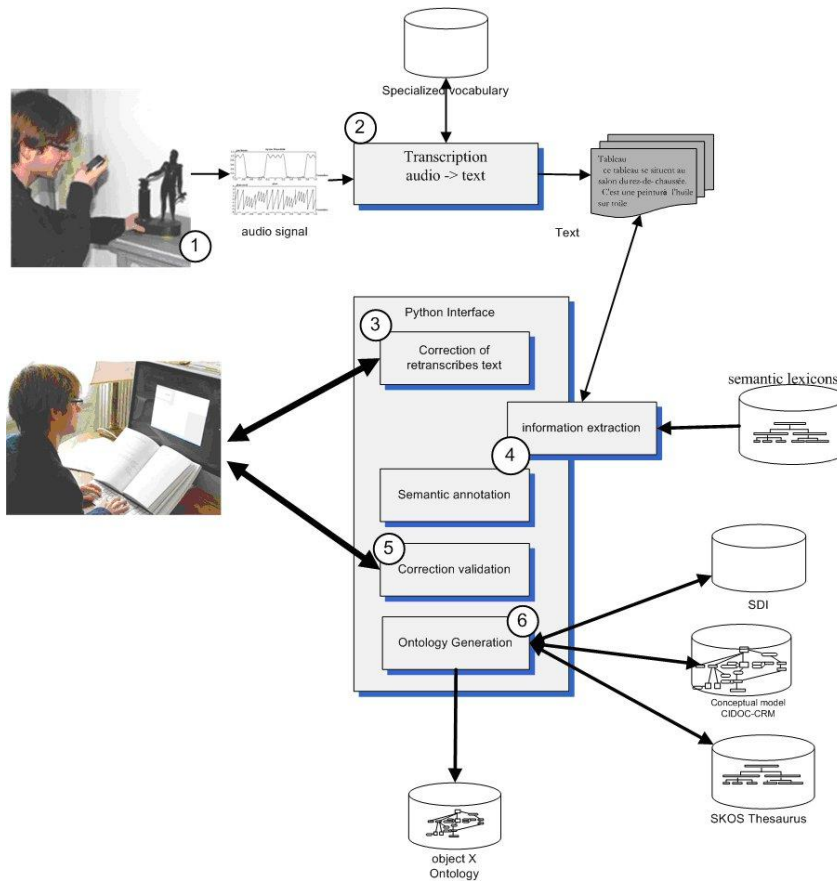 Specialized vocabulary
2
Transcription
audio -> text
Tableau
ce tableau se situent au
salon du rez-de- chaussée.
C'est une peinturè l'huile
sur toile
1
audio signal
Text
Python Interface
3
Correction of
retranscribes text
semantic lexicons
information extraction
4
Semantic annotation
5
Correction validation
SDI
6
Ontology Generation
Conceptual model
CIDOC-CRM
SKOS Thesaurus
object X
Ontology